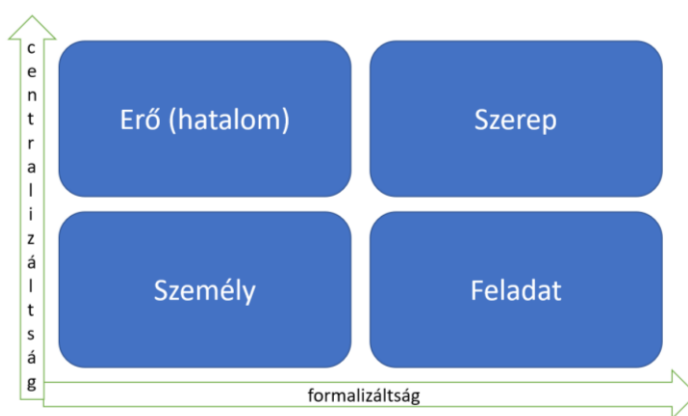 centralizáltság
Erő (hatalom)
Szerep
Személy
Feladat
formalizáltság